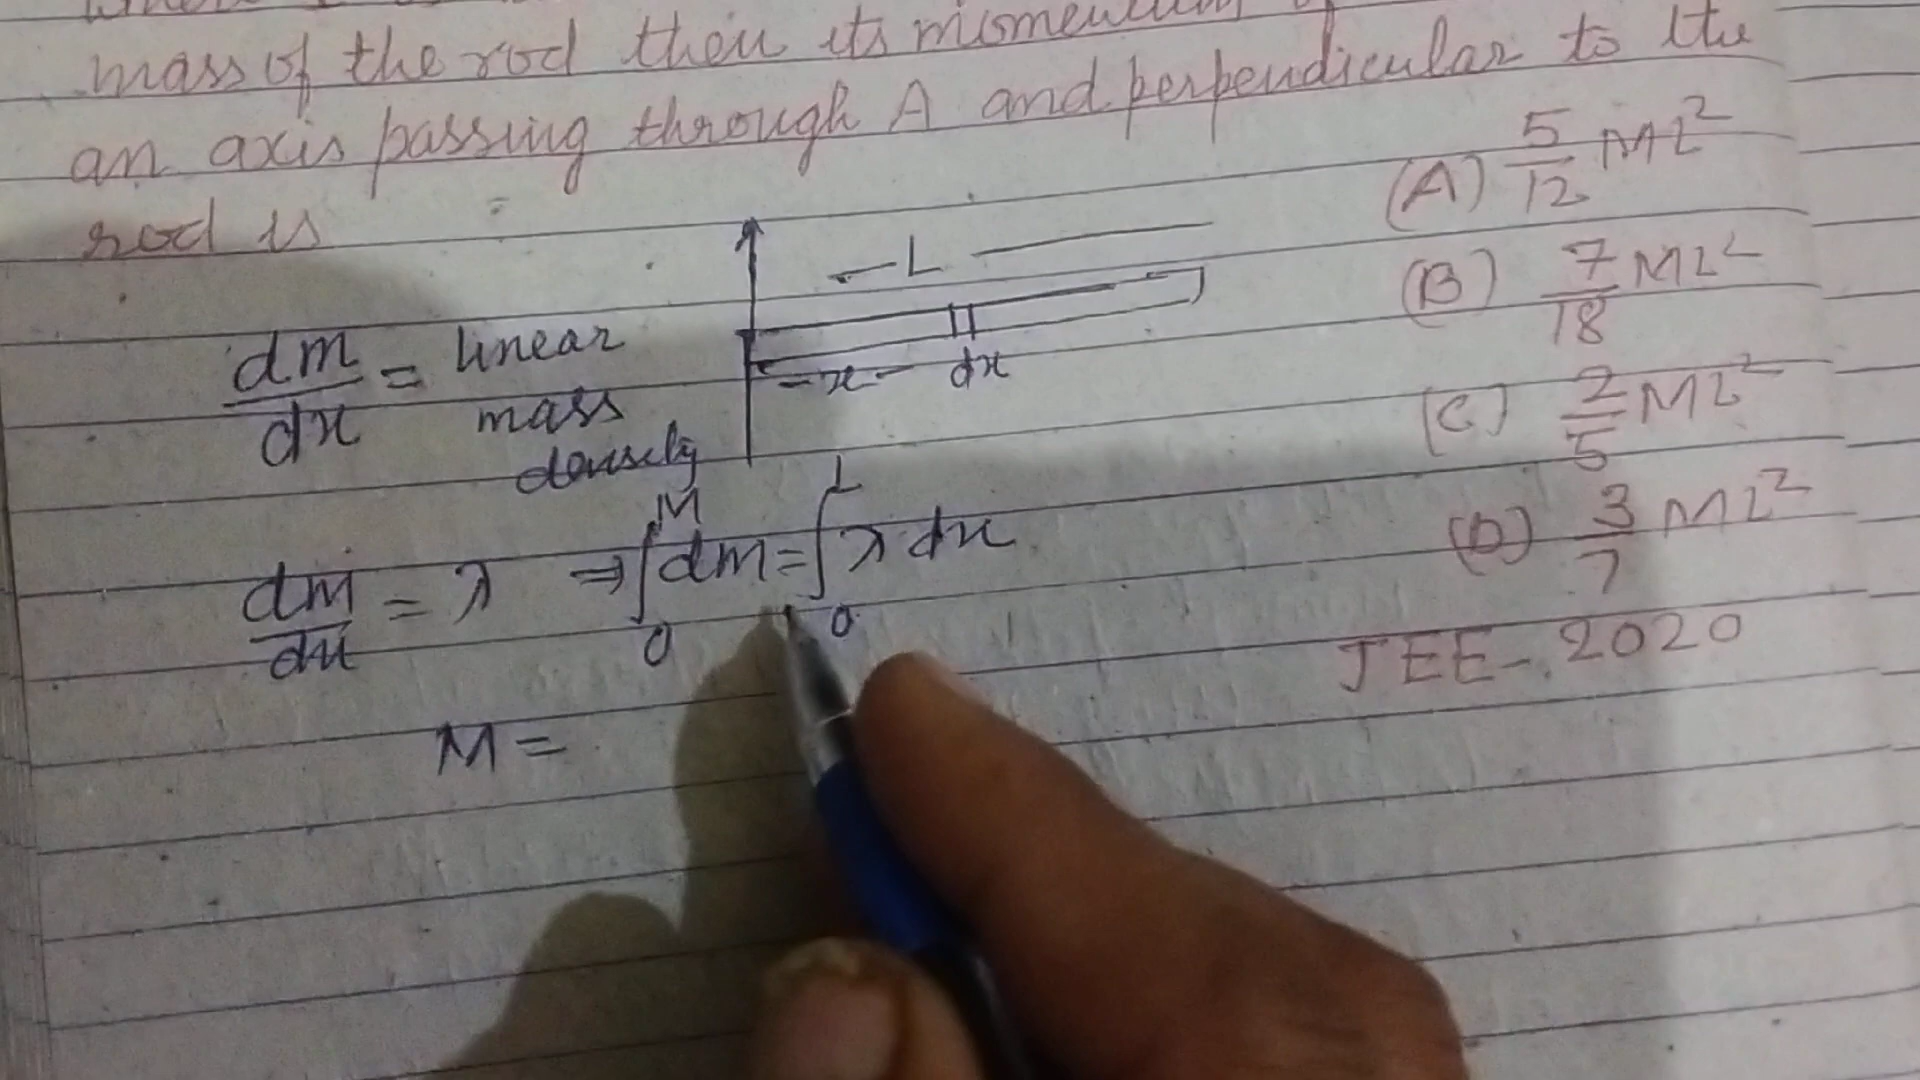 mass of the rod then its momentum
an axis passing through A and perpendicular to the
rod is
(A) 5/12 ML²
(B) 7/18 ML²
(C) 2/5 ML²
(D) 3/7 ML²
JEE-2020
L
x dx
dm/dx = linear
mass
density
dm/dx = λ ⇒ ∫₀ᴹ dm = ∫₀ᴸ λ dx
M =